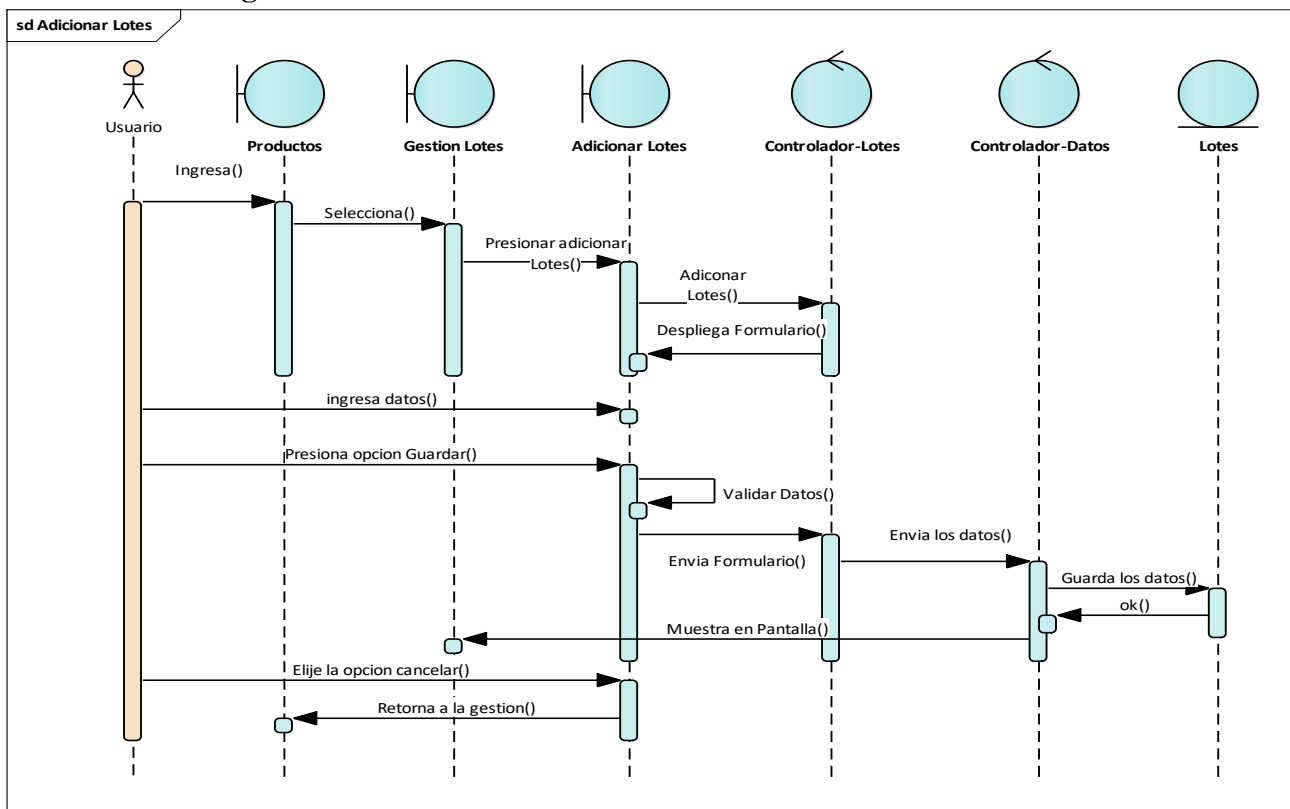 sd Adicionar Lotes
Usuario
Productos
Gestion Lotes
Adicionar Lotes
Controlador-Lotes
Controlador-Datos
Lotes
Ingresa()
Selecciona()
Presionar adicionar
Lotes()
Adiconar
Lotes()
Despliega Formulario()
ingresa datos()
Presiona opcion Guardar()
Validar Datos()
Envia Formulario()
Envia los datos()
Guarda los datos()
ok()
Muestra en Pantalla()
Elije la opcion cancelar()
Retorna a la gestion()